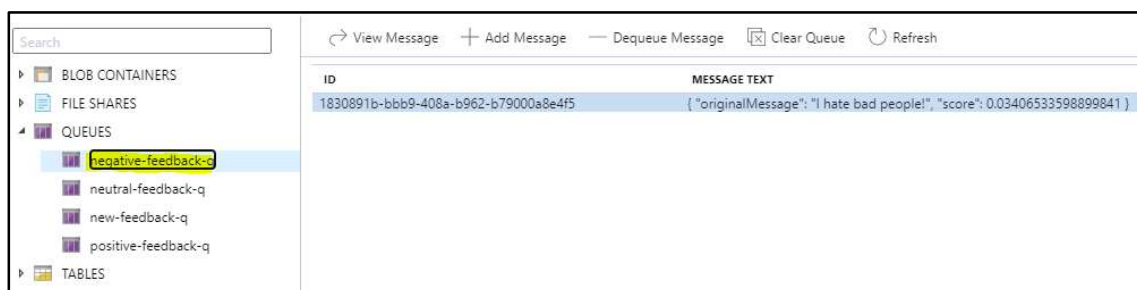 Search
BLOB CONTAINERS
FILE SHARES
QUEUES
negative-feedback-q
neutral-feedback-q
new-feedback-q
positive-feedback-q
TABLES
View Message Add Message Dequeue Message Clear Queue Refresh
ID MESSAGE TEXT
1830891b-bbb9-408a-b962-b79000a8e4f5 { "originalMessage": "I hate bad people!", "score": 0.03406533598899841 }